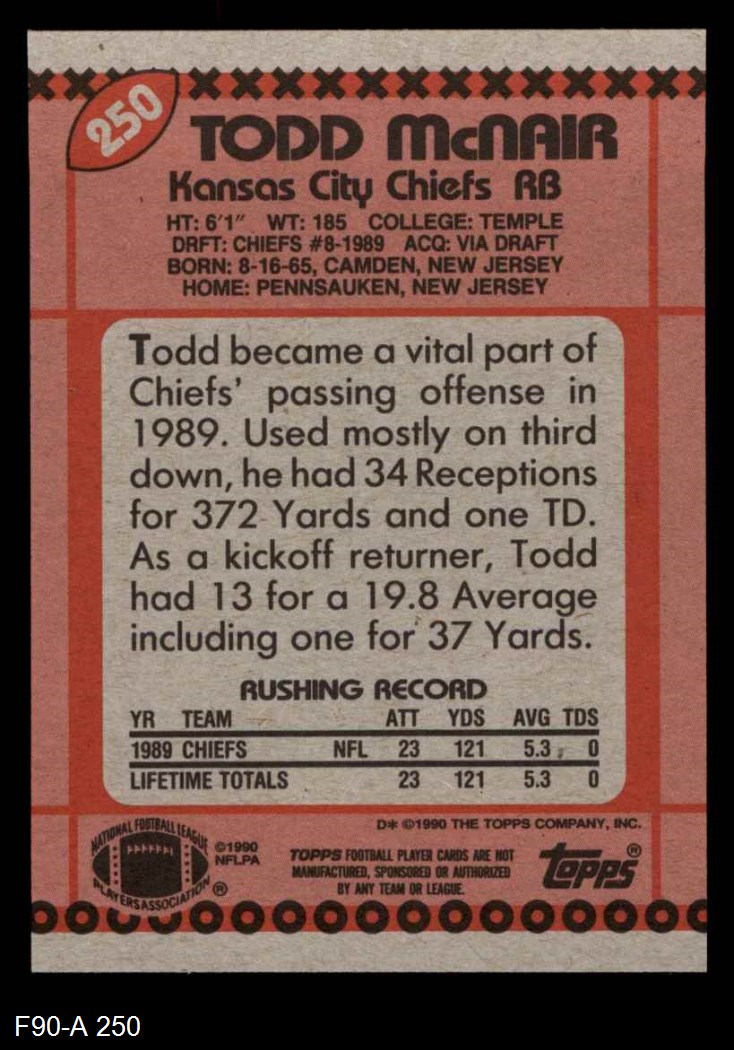 250
TODD McNAIR
Kansas City Chiefs RB
HT: 6'1" WT: 185 COLLEGE: TEMPLE
DRFT: CHIEFS #8-1989 ACQ: VIA DRAFT
BORN: 8-16-65, CAMDEN, NEW JERSEY
HOME: PENNSAUKEN, NEW JERSEY
Todd became a vital part of
Chiefs' passing offense in
1989. Used mostly on third
down, he had 34 Receptions
for 372 Yards and one TD.
As a kickoff returner, Todd
had 13 for a 19.8 Average
including one for 37 Yards.
RUSHING RECORD
YR TEAM ATT YDS AVG TDS
1989 CHIEFS NFL 23 121 5.3 0
LIFETIME TOTALS 23 121 5.3 0
D* ©1990 THE TOPPS COMPANY, INC.
NATIONAL FOOTBALL LEAGUE
PLAYERS ASSOCIATION ®
©1990
NFLPA
TOPPS FOOTBALL PLAYER CARDS ARE NOT
MANUFACTURED, SPONSORED OR AUTHORIZED
BY ANY TEAM OR LEAGUE.
topps®
F90-A 250